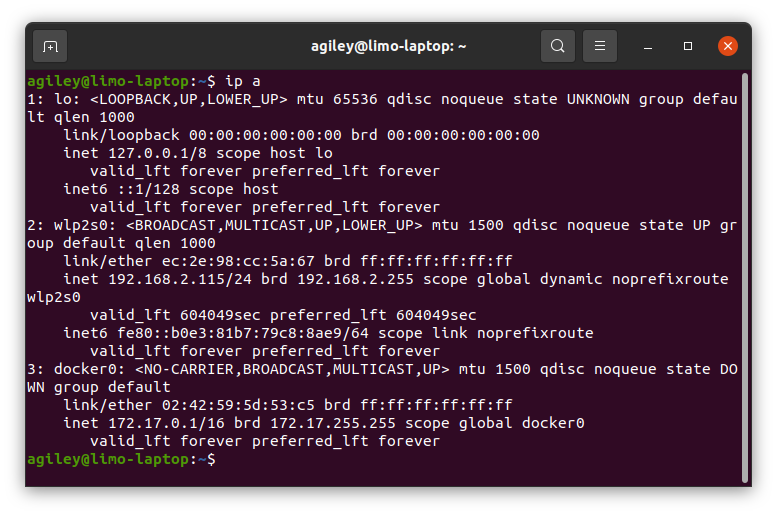 agiley@limo-laptop: ~
agiley@limo-laptop:~$ ip a
1: lo: <LOOPBACK,UP,LOWER_UP> mtu 65536 qdisc noqueue state UNKNOWN group defau
lt qlen 1000
    link/loopback 00:00:00:00:00:00 brd 00:00:00:00:00:00
    inet 127.0.0.1/8 scope host lo
       valid_lft forever preferred_lft forever
    inet6 ::1/128 scope host
       valid_lft forever preferred_lft forever
2: wlp2s0: <BROADCAST,MULTICAST,UP,LOWER_UP> mtu 1500 qdisc noqueue state UP gr
oup default qlen 1000
    link/ether ec:2e:98:cc:5a:67 brd ff:ff:ff:ff:ff:ff
    inet 192.168.2.115/24 brd 192.168.2.255 scope global dynamic noprefixroute
wlp2s0
       valid_lft 604049sec preferred_lft 604049sec
    inet6 fe80::b0e3:81b7:79c8:8ae9/64 scope link noprefixroute
       valid_lft forever preferred_lft forever
3: docker0: <NO-CARRIER,BROADCAST,MULTICAST,UP> mtu 1500 qdisc noqueue state DO
WN group default
    link/ether 02:42:59:5d:53:c5 brd ff:ff:ff:ff:ff:ff
    inet 172.17.0.1/16 brd 172.17.255.255 scope global docker0
       valid_lft forever preferred_lft forever
agiley@limo-laptop:~$